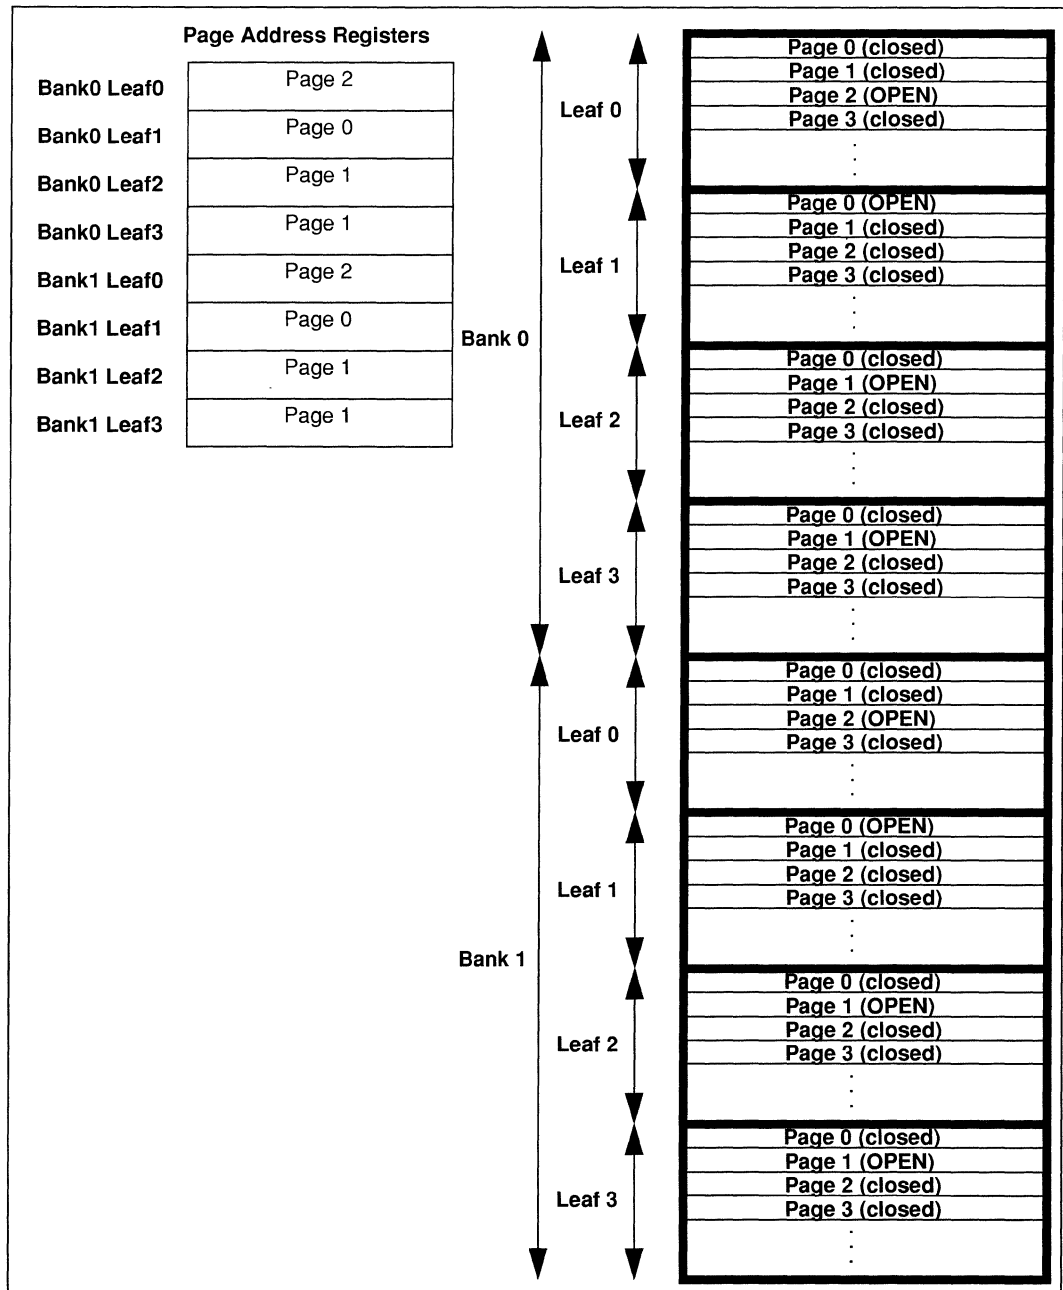 Page Address Registers
Bank0 Leaf0
Page 2
Bank0 Leaf1
Page 0
Bank0 Leaf2
Page 1
Bank0 Leaf3
Page 1
Bank1 Leaf0
Page 2
Bank1 Leaf1
Page 0
Bank1 Leaf2
Page 1
Bank1 Leaf3
Page 1
Bank 0
Leaf 0
Page 0 (closed)
Page 1 (closed)
Page 2 (OPEN)
Page 3 (closed)
Leaf 1
Page 0 (OPEN)
Page 1 (closed)
Page 2 (closed)
Page 3 (closed)
Leaf 2
Page 0 (closed)
Page 1 (OPEN)
Page 2 (closed)
Page 3 (closed)
Leaf 3
Page 0 (closed)
Page 1 (OPEN)
Page 2 (closed)
Page 3 (closed)
Bank 1
Leaf 0
Page 0 (closed)
Page 1 (closed)
Page 2 (OPEN)
Page 3 (closed)
Leaf 1
Page 0 (OPEN)
Page 1 (closed)
Page 2 (closed)
Page 3 (closed)
Leaf 2
Page 0 (closed)
Page 1 (OPEN)
Page 2 (closed)
Page 3 (closed)
Leaf 3
Page 0 (closed)
Page 1 (OPEN)
Page 2 (closed)
Page 3 (closed)